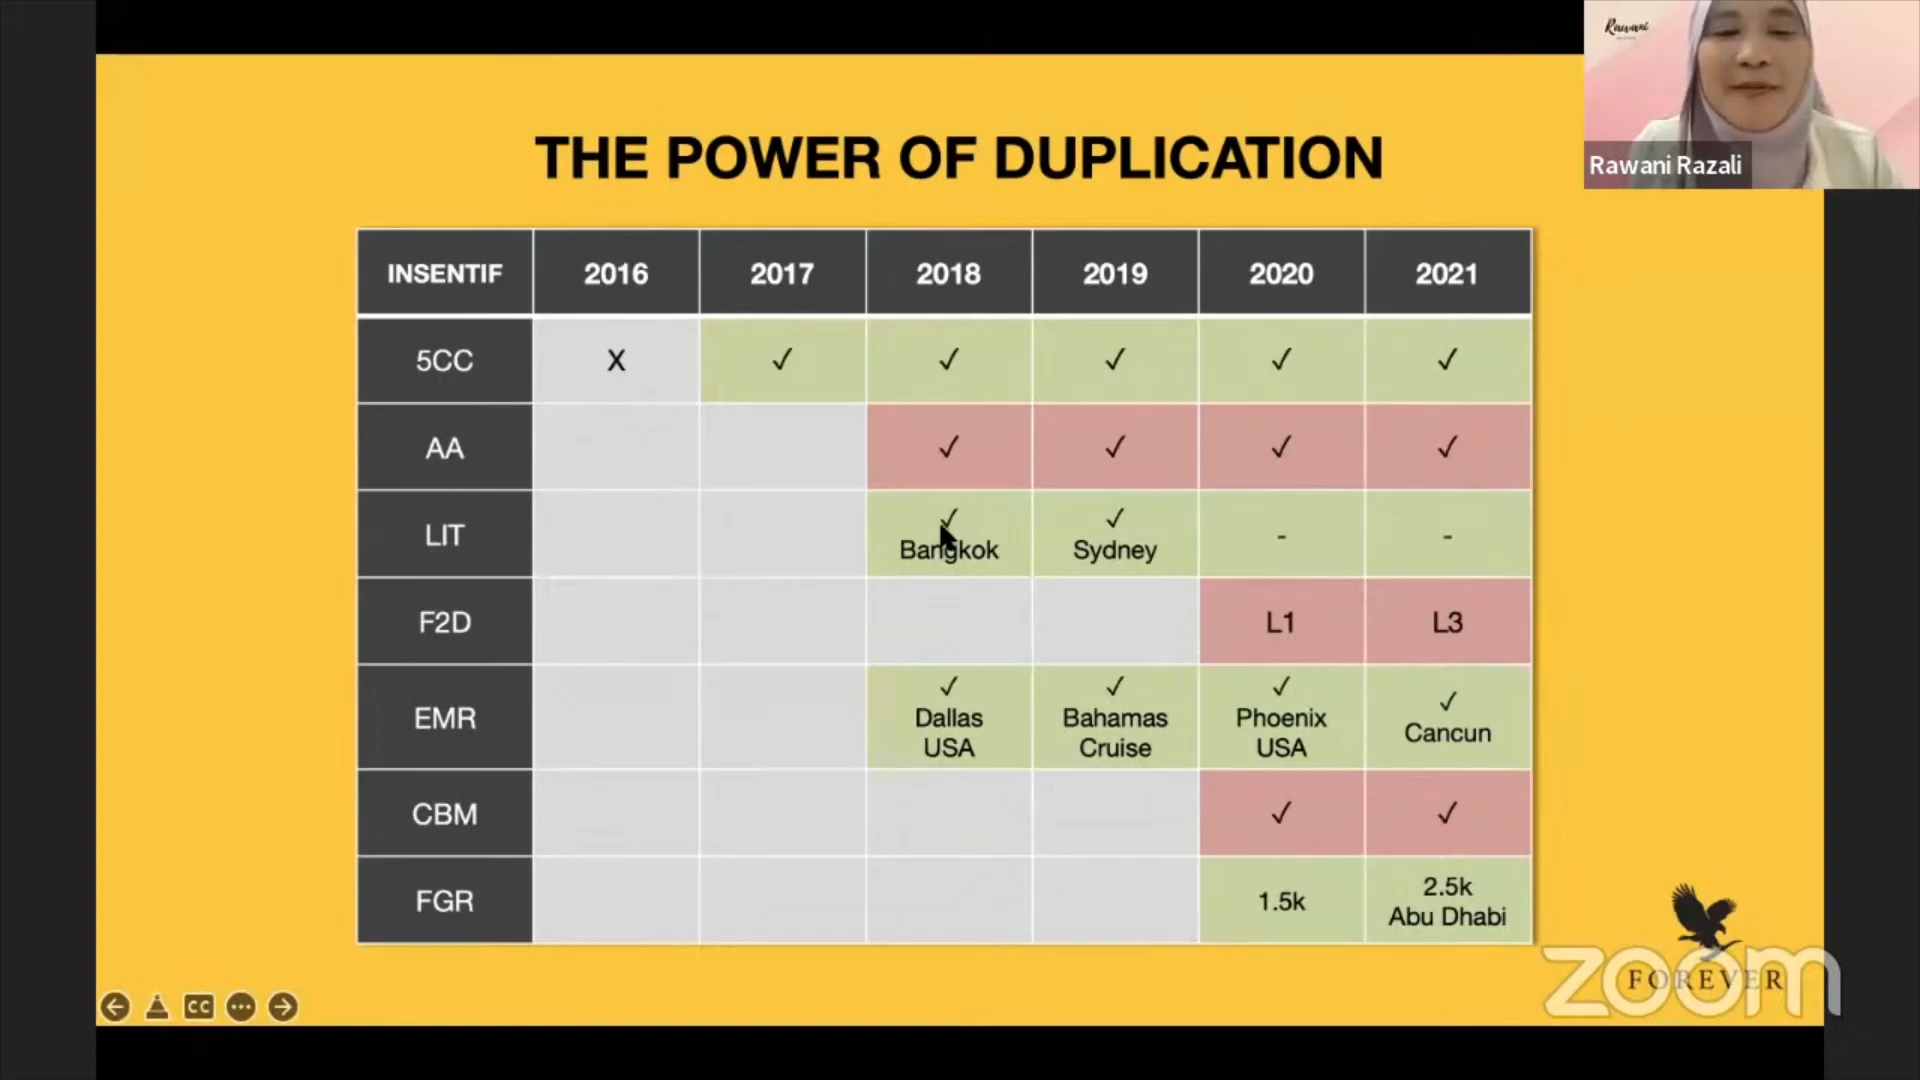 Rawani
Rawani Razali
THE POWER OF DUPLICATION
INSENTIF 2016 2017 2018 2019 2020 2021
5CC X ✓ ✓ ✓ ✓ ✓
AA ✓ ✓ ✓ ✓
LIT ✓ Bangkok ✓ Sydney - -
F2D L1 L3
EMR ✓ Dallas USA ✓ Bahamas Cruise ✓ Phoenix USA ✓ Cancun
CBM ✓ ✓
FGR 1.5k 2.5k Abu Dhabi
FOREVER
zoom
CC